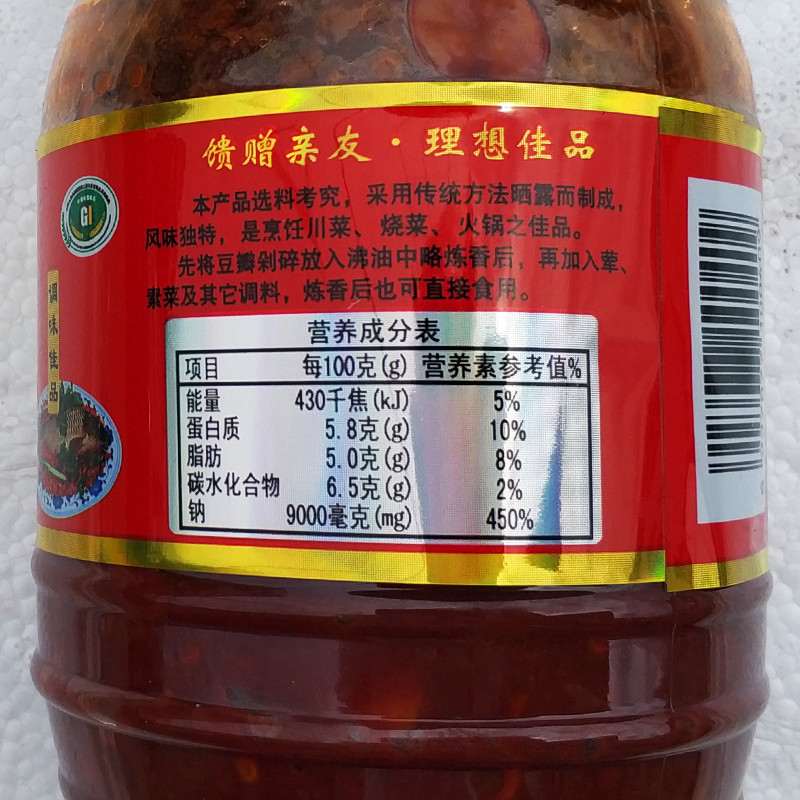 馈赠亲友·理想佳品
本产品选料考究，采用传统方法晒露而制成，
风味独特，是烹饪川菜、烧菜、火锅之佳品。
先将豆瓣剁碎放入沸油中略炼香后，再加入荤、
素菜及其它调料，炼香后也可直接食用。
GI
调味佳品
营养成分表
项目 每100克(g) 营养素参考值%
能量 430千焦(kJ) 5%
蛋白质 5.8克(g) 10%
脂肪 5.0克(g) 8%
碳水化合物 6.5克(g) 2%
钠 9000毫克(mg) 450%